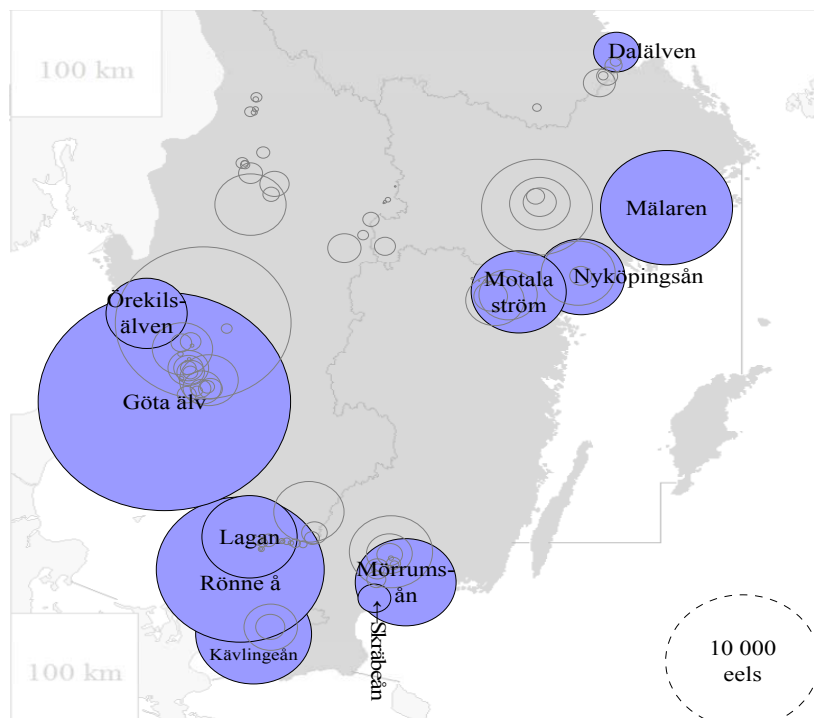 Dalälven
100 km
Mälaren
Motala
ström
Nyköpingsån
Örekils-
älven
Göta älv
Lagan
Rönne å
Mörrums-
ån
Skräbeån
Kävlingeån
10 000
eels
100 km